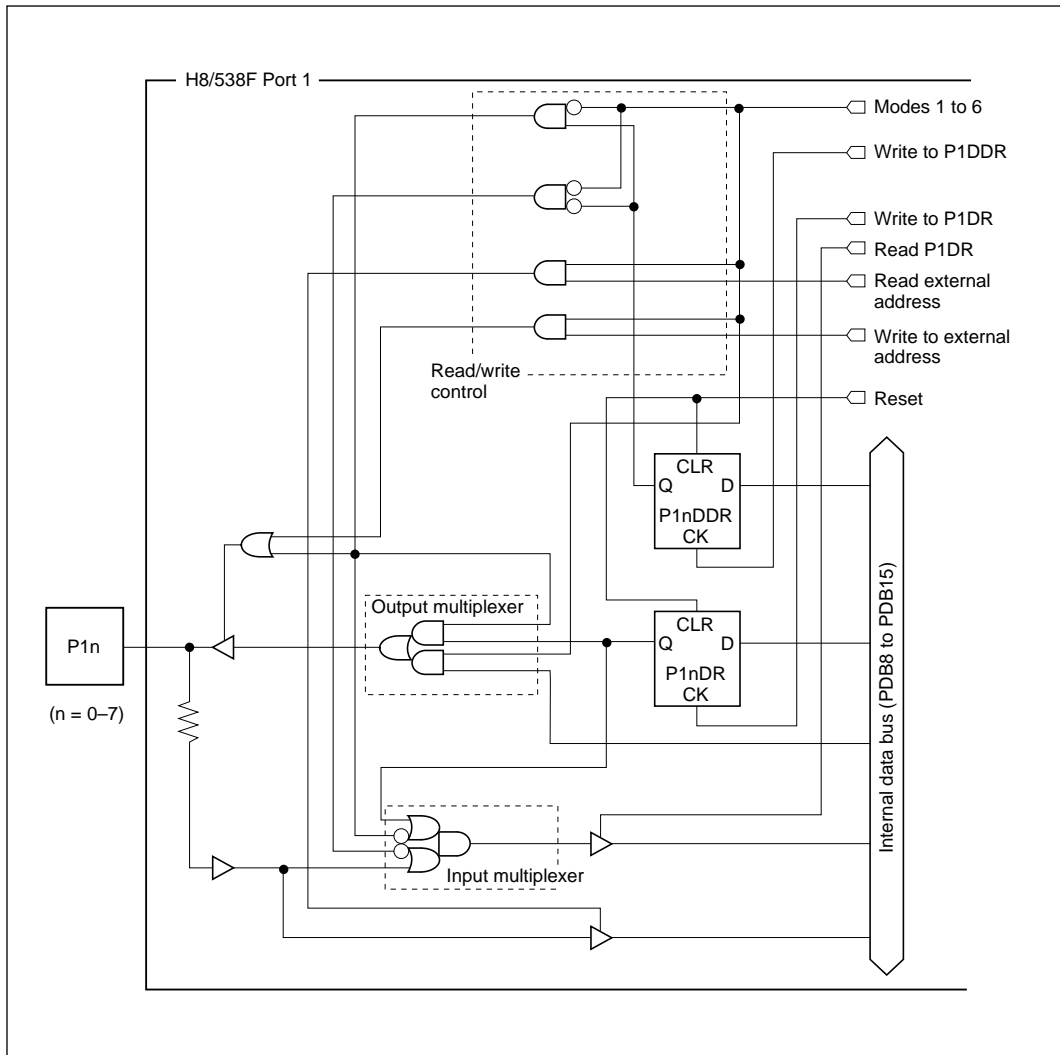 H8/538F Port 1
Modes 1 to 6
Write to P1DDR
Write to P1DR
Read P1DR
Read external
address
Write to external
address
Read/write
control
Reset
CLR
Q D
P1nDDR
CK
Output multiplexer
CLR
Q D
P1nDR
CK
P1n
(n = 0–7)
Input multiplexer
Internal data bus (PDB8 to PDB15)